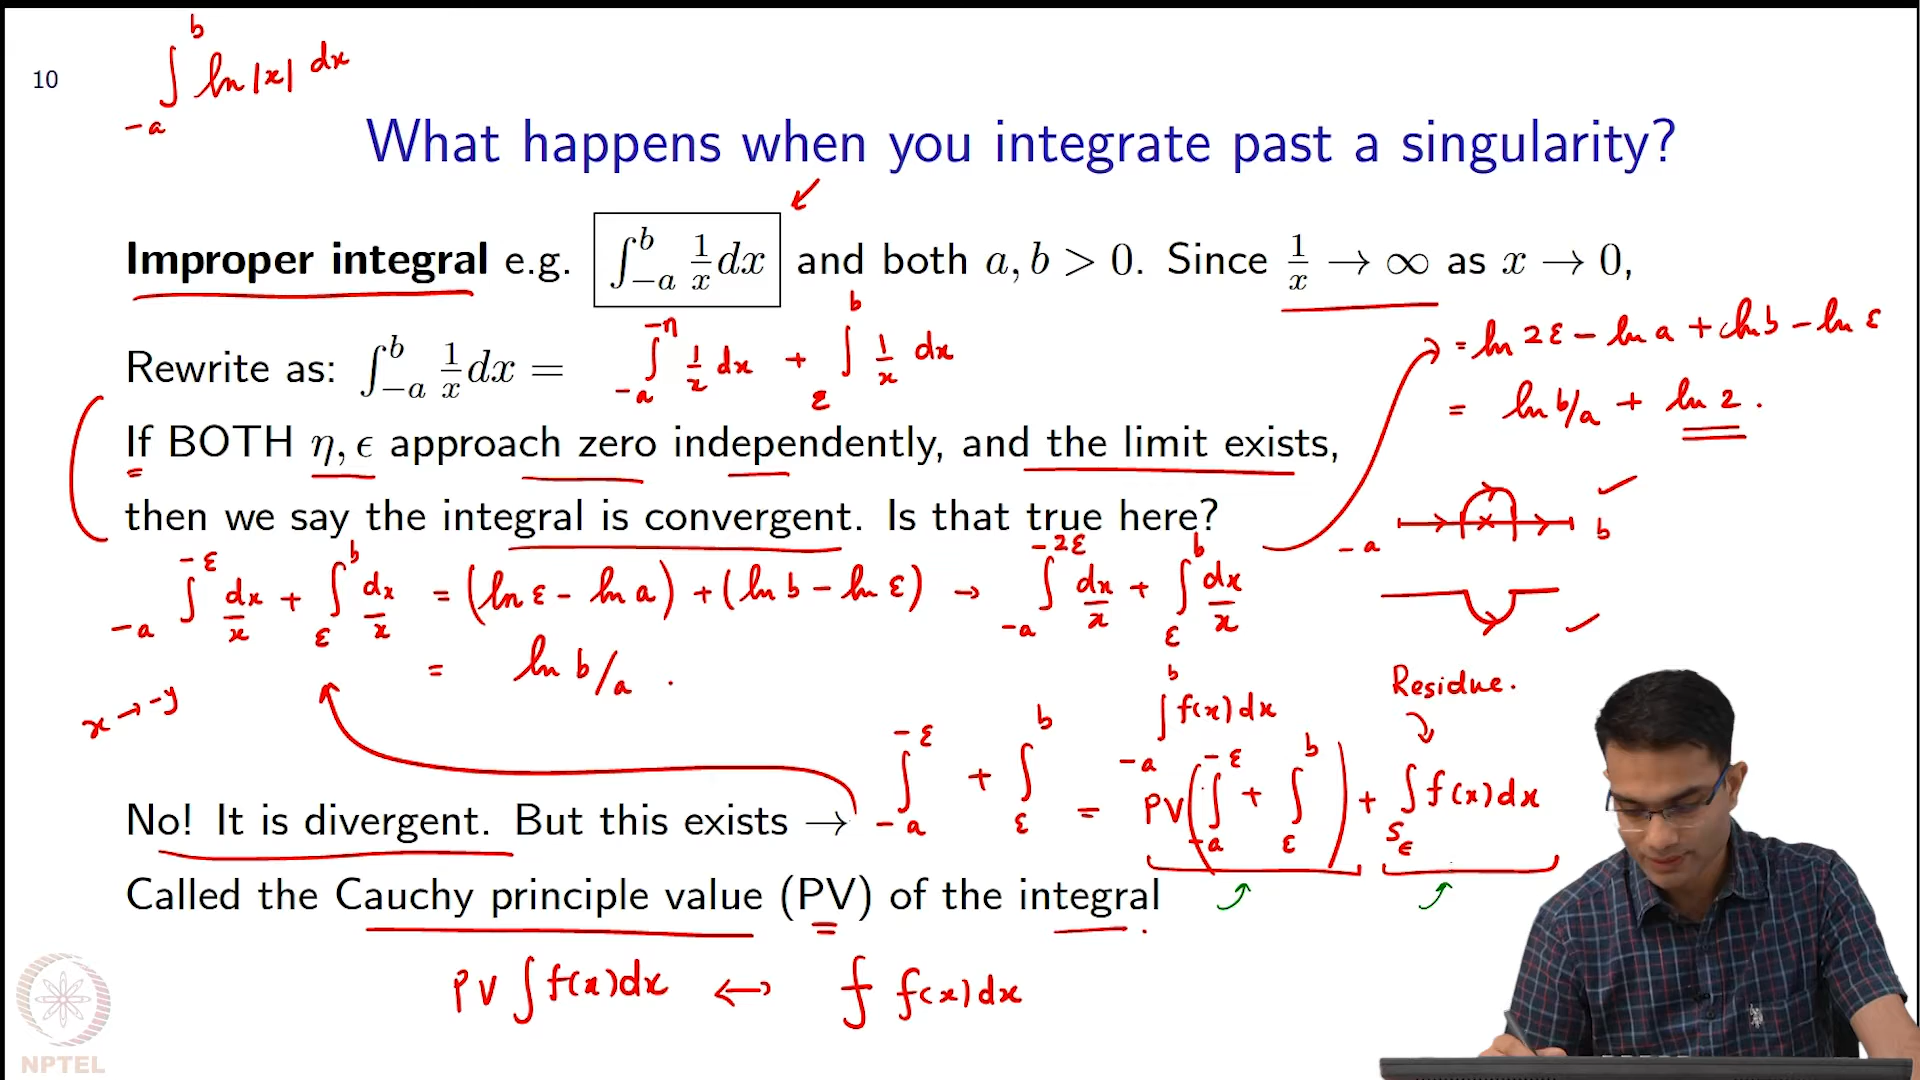 10
∫_{-a}^{b} ln|x| dx
What happens when you integrate past a singularity?
Improper integral e.g. ∫_{-a}^{b} 1/x dx and both a, b > 0. Since 1/x → ∞ as x → 0,
Rewrite as: ∫_{-a}^{b} 1/x dx = ∫_{-a}^{-η} 1/x dx + ∫_{ε}^{b} 1/x dx
= ln 2ε − ln a + ln b − ln ε
= ln b/a + ln 2.
If BOTH η, ϵ approach zero independently, and the limit exists,
then we say the integral is convergent. Is that true here?
-a b
∫_{-a}^{-ε} dx/x + ∫_{ε}^{b} dx/x = (ln ε − ln a) + (ln b − ln ε) → ∫_{-a}^{-2ε} dx/x + ∫_{ε}^{b} dx/x
= ln b/a .
x → -y
∫_{-a}^{b} f(x) dx
Residue.
No! It is divergent. But this exists → ∫_{-a}^{-ε} + ∫_{ε}^{b} = PV(∫_{-a}^{-ε} + ∫_{ε}^{b}) + ∫_{S_ϵ} f(x) dx
Called the Cauchy principle value (PV) of the integral.
PV ∫ f(x) dx ↔ ⨍ f(x) dx
NPTEL